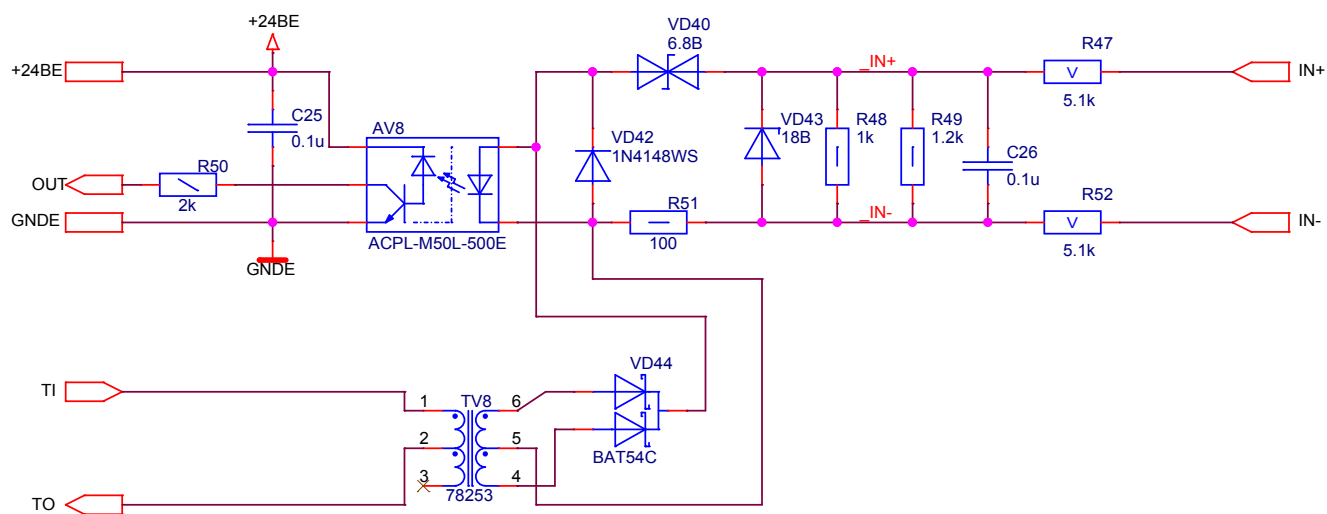 +24BE
VD40
6.8B
R47
+24BE
_IN+
V
IN+
5.1k
C25
0.1u
AV8
VD42
1N4148WS
VD43
18B
R48
1k
R49
1.2k
C26
0.1u
R50
OUT
2k
R51
R52
GNDE
_IN-
V
IN-
ACPL-M50L-500E
100
5.1k
GNDE
VD44
TI
1
TV8
6
2
5
BAT54C
3
4
78253
TO